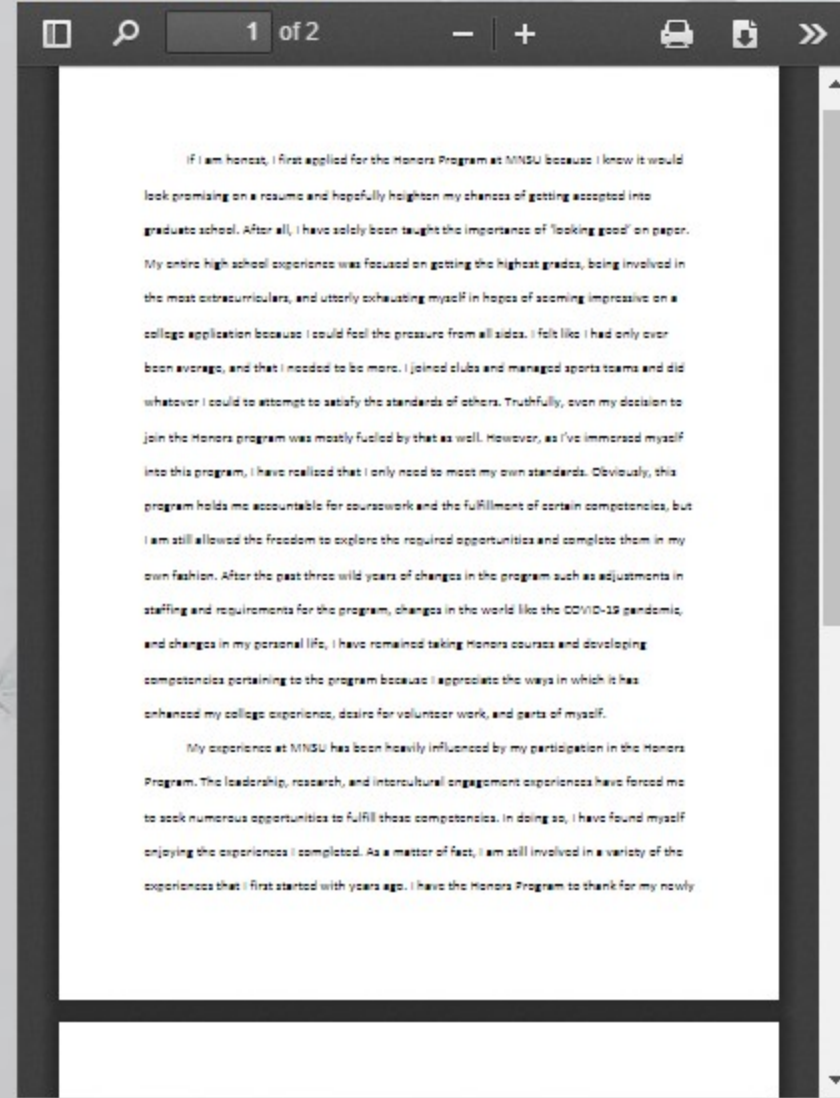 1 of 2
If I am honest, I first applied for the Honors Program at MNSU because I knew it would
look promising on a resume and hopefully heighten my chances of getting accepted into
graduate school. After all, I have solely been taught the importance of 'looking good' on paper.
My entire high school experience was focused on getting the highest grades, being involved in
the most extracurriculars, and utterly exhausting myself in hopes of seeming impressive on a
college application because I could feel the pressure from all sides. I felt like I had only ever
been average, and that I needed to be more. I joined clubs and managed sports teams and did
whatever I could to attempt to satisfy the standards of others. Truthfully, even my decision to
join the Honors program was mostly fueled by that as well. However, as I've immersed myself
into this program, I have realized that I only need to meet my own standards. Obviously, this
program holds me accountable for coursework and the fulfillment of certain competencies, but
I am still allowed the freedom to explore the required opportunities and complete them in my
own fashion. After the past three wild years of changes in the program such as adjustments in
staffing and requirements for the program, changes in the world like the COVID-19 pandemic,
and changes in my personal life, I have remained taking Honors courses and developing
competencies pertaining to the program because I appreciate the ways in which it has
enhanced my college experience, desire for volunteer work, and parts of myself.
My experience at MNSU has been heavily influenced by my participation in the Honors
Program. The leadership, research, and intercultural engagement experiences have forced me
to seek numerous opportunities to fulfill those competencies. In doing so, I have found myself
enjoying the experiences I completed. As a matter of fact, I am still involved in a variety of the
experiences that I first started with years ago. I have the Honors Program to thank for my newly